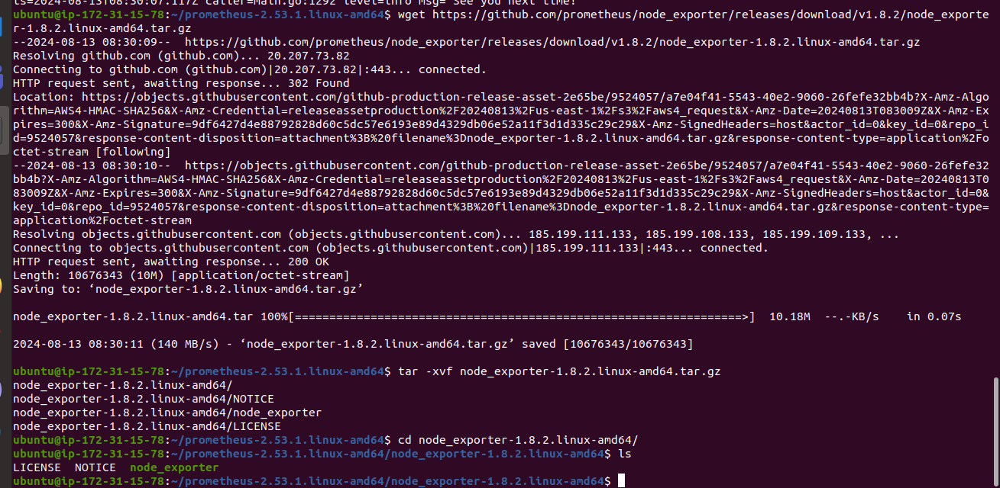 ts=2024-08-13T08:30:07.117Z caller=main.go:1292 level=info msg="See you next time!"
ubuntu@ip-172-31-15-78:~/prometheus-2.53.1.linux-amd64$ wget https://github.com/prometheus/node_exporter/releases/download/v1.8.2/node_exporte
r-1.8.2.linux-amd64.tar.gz
--2024-08-13 08:30:09--  https://github.com/prometheus/node_exporter/releases/download/v1.8.2/node_exporter-1.8.2.linux-amd64.tar.gz
Resolving github.com (github.com)... 20.207.73.82
Connecting to github.com (github.com)|20.207.73.82|:443... connected.
HTTP request sent, awaiting response... 302 Found
Location: https://objects.githubusercontent.com/github-production-release-asset-2e65be/9524057/a7e04f41-5543-40e2-9060-26fefe32bb4b?X-Amz-Algo
rithm=AWS4-HMAC-SHA256&X-Amz-Credential=releaseassetproduction%2F20240813%2Fus-east-1%2Fs3%2Faws4_request&X-Amz-Date=20240813T083009Z&X-Amz-Ex
pires=300&X-Amz-Signature=9df6427d4e88792828d60c5dc57e6193e89d4329db06e52a11f3d1d335c29c29&X-Amz-SignedHeaders=host&actor_id=0&key_id=0&repo_i
d=9524057&response-content-disposition=attachment%3B%20filename%3Dnode_exporter-1.8.2.linux-amd64.tar.gz&response-content-type=application%2Fo
ctet-stream [following]
--2024-08-13 08:30:10--  https://objects.githubusercontent.com/github-production-release-asset-2e65be/9524057/a7e04f41-5543-40e2-9060-26fefe32
bb4b?X-Amz-Algorithm=AWS4-HMAC-SHA256&X-Amz-Credential=releaseassetproduction%2F20240813%2Fus-east-1%2Fs3%2Faws4_request&X-Amz-Date=20240813T0
83009Z&X-Amz-Expires=300&X-Amz-Signature=9df6427d4e88792828d60c5dc57e6193e89d4329db06e52a11f3d1d335c29c29&X-Amz-SignedHeaders=host&actor_id=0&
key_id=0&repo_id=9524057&response-content-disposition=attachment%3B%20filename%3Dnode_exporter-1.8.2.linux-amd64.tar.gz&response-content-type=
application%2Foctet-stream
Resolving objects.githubusercontent.com (objects.githubusercontent.com)... 185.199.111.133, 185.199.108.133, 185.199.109.133, ...
Connecting to objects.githubusercontent.com (objects.githubusercontent.com)|185.199.111.133|:443... connected.
HTTP request sent, awaiting response... 200 OK
Length: 10676343 (10M) [application/octet-stream]
Saving to: ‘node_exporter-1.8.2.linux-amd64.tar.gz’
node_exporter-1.8.2.linux-amd64.tar 100%[=================================================================>]  10.18M  --.-KB/s    in 0.07s
2024-08-13 08:30:11 (140 MB/s) - ‘node_exporter-1.8.2.linux-amd64.tar.gz’ saved [10676343/10676343]
ubuntu@ip-172-31-15-78:~/prometheus-2.53.1.linux-amd64$ tar -xvf node_exporter-1.8.2.linux-amd64.tar.gz
node_exporter-1.8.2.linux-amd64/
node_exporter-1.8.2.linux-amd64/NOTICE
node_exporter-1.8.2.linux-amd64/node_exporter
node_exporter-1.8.2.linux-amd64/LICENSE
ubuntu@ip-172-31-15-78:~/prometheus-2.53.1.linux-amd64$ cd node_exporter-1.8.2.linux-amd64/
ubuntu@ip-172-31-15-78:~/prometheus-2.53.1.linux-amd64/node_exporter-1.8.2.linux-amd64$ ls
LICENSE  NOTICE  node_exporter
ubuntu@ip-172-31-15-78:~/prometheus-2.53.1.linux-amd64/node_exporter-1.8.2.linux-amd64$